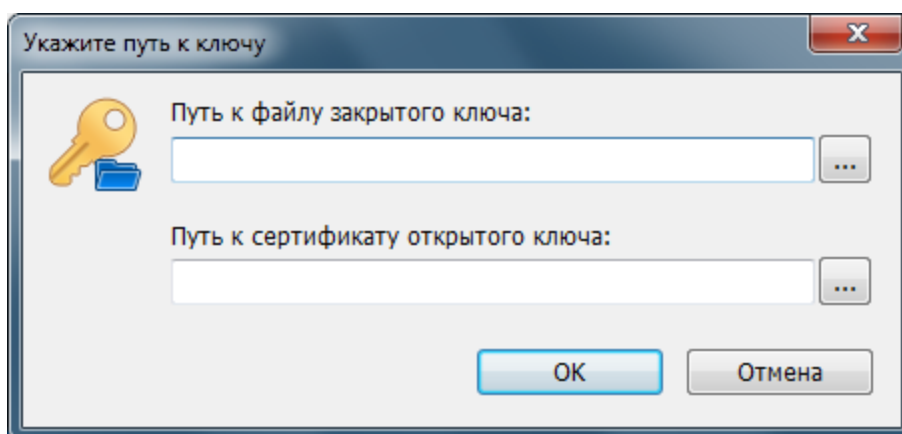 Укажите путь к ключу
Путь к файлу закрытого ключа:
...
Путь к сертификату открытого ключа:
...
OK
Отмена